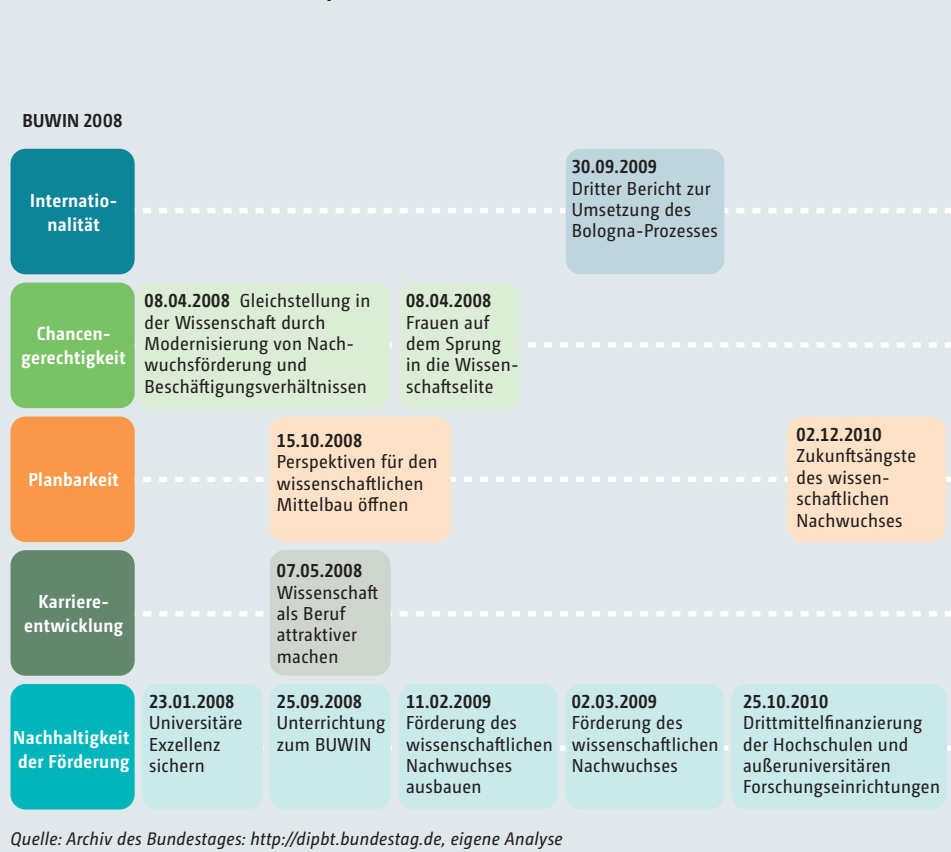 BUWIN 2008
Internatio-
nalität
30.09.2009
Dritter Bericht zur
Umsetzung des
Bologna-Prozesses
Chancen-
gerechtigkeit
08.04.2008 Gleichstellung in
der Wissenschaft durch
Modernisierung von Nach-
wuchsförderung und
Beschäftigungsverhältnissen
08.04.2008
Frauen auf
dem Sprung
in die Wissen-
schaftselite
Planbarkeit
15.10.2008
Perspektiven für den
wissenschaftlichen
Mittelbau öffnen
02.12.2010
Zukunftsängste
des wissen-
schaftlichen
Nachwuchses
Karriere-
entwicklung
07.05.2008
Wissenschaft
als Beruf
attraktiver
machen
Nachhaltigkeit
der Förderung
23.01.2008
Universitäre
Exzellenz
sichern
25.09.2008
Unterrichtung
zum BUWIN
11.02.2009
Förderung des
wissenschaftlichen
Nachwuchses
ausbauen
02.03.2009
Förderung des
wissenschaftlichen
Nachwuchses
25.10.2010
Drittmittelfinanzierung
der Hochschulen und
außeruniversitären
Forschungseinrichtungen
Quelle: Archiv des Bundestages: http://dipbt.bundestag.de, eigene Analyse